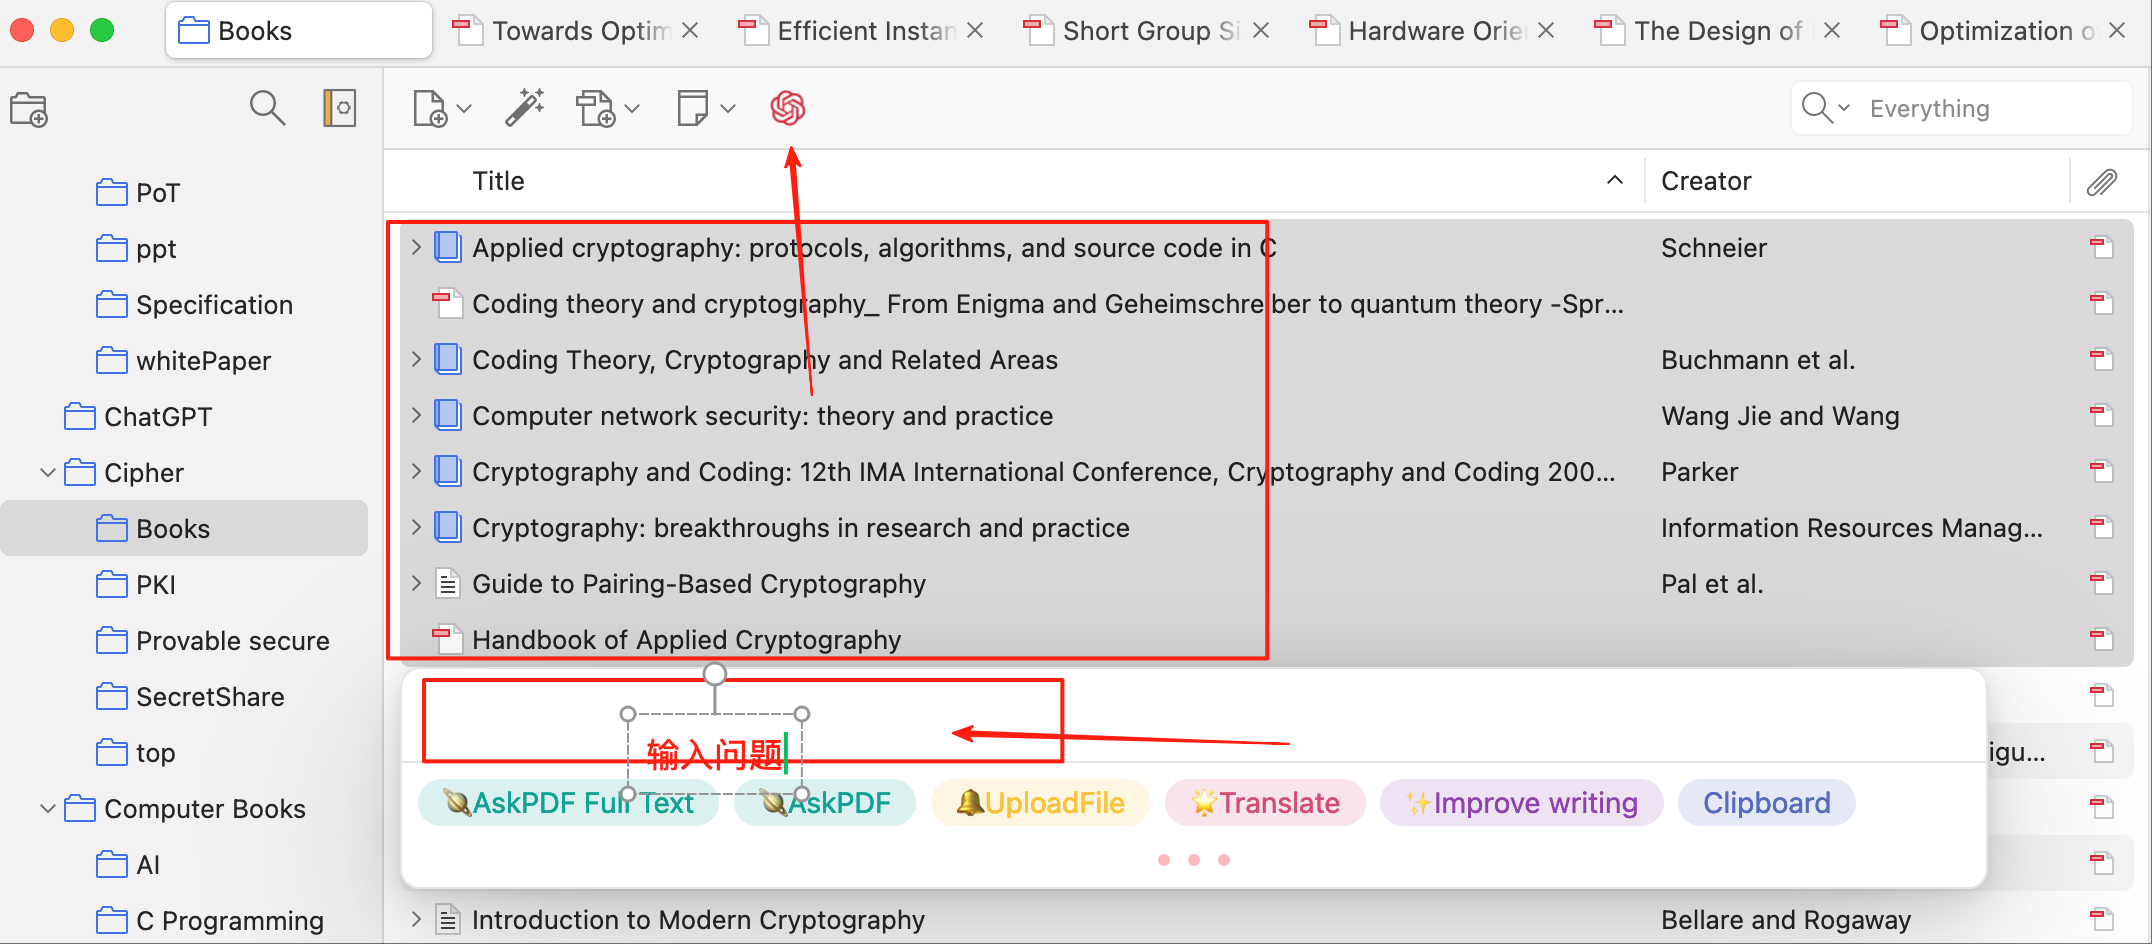 Books
Towards Optim
Efficient Instan
Short Group Si
Hardware Orie
The Design of
Optimization o
Everything
Title
Creator
PoT
ppt
Specification
whitePaper
ChatGPT
Cipher
Books
PKI
Provable secure
SecretShare
top
Computer Books
AI
C Programming
Applied cryptography: protocols, algorithms, and source code in C
Schneier
Coding theory and cryptography_ From Enigma and Geheimschreiber to quantum theory -Spr...
Coding Theory, Cryptography and Related Areas
Buchmann et al.
Computer network security: theory and practice
Wang Jie and Wang
Cryptography and Coding: 12th IMA International Conference, Cryptography and Coding 200...
Parker
Cryptography: breakthroughs in research and practice
Information Resources Manag...
Guide to Pairing-Based Cryptography
Pal et al.
Handbook of Applied Cryptography
输入问题
igu...
AskPDF Full Text
AskPDF
UploadFile
Translate
Improve writing
Clipboard
Introduction to Modern Cryptography
Bellare and Rogaway